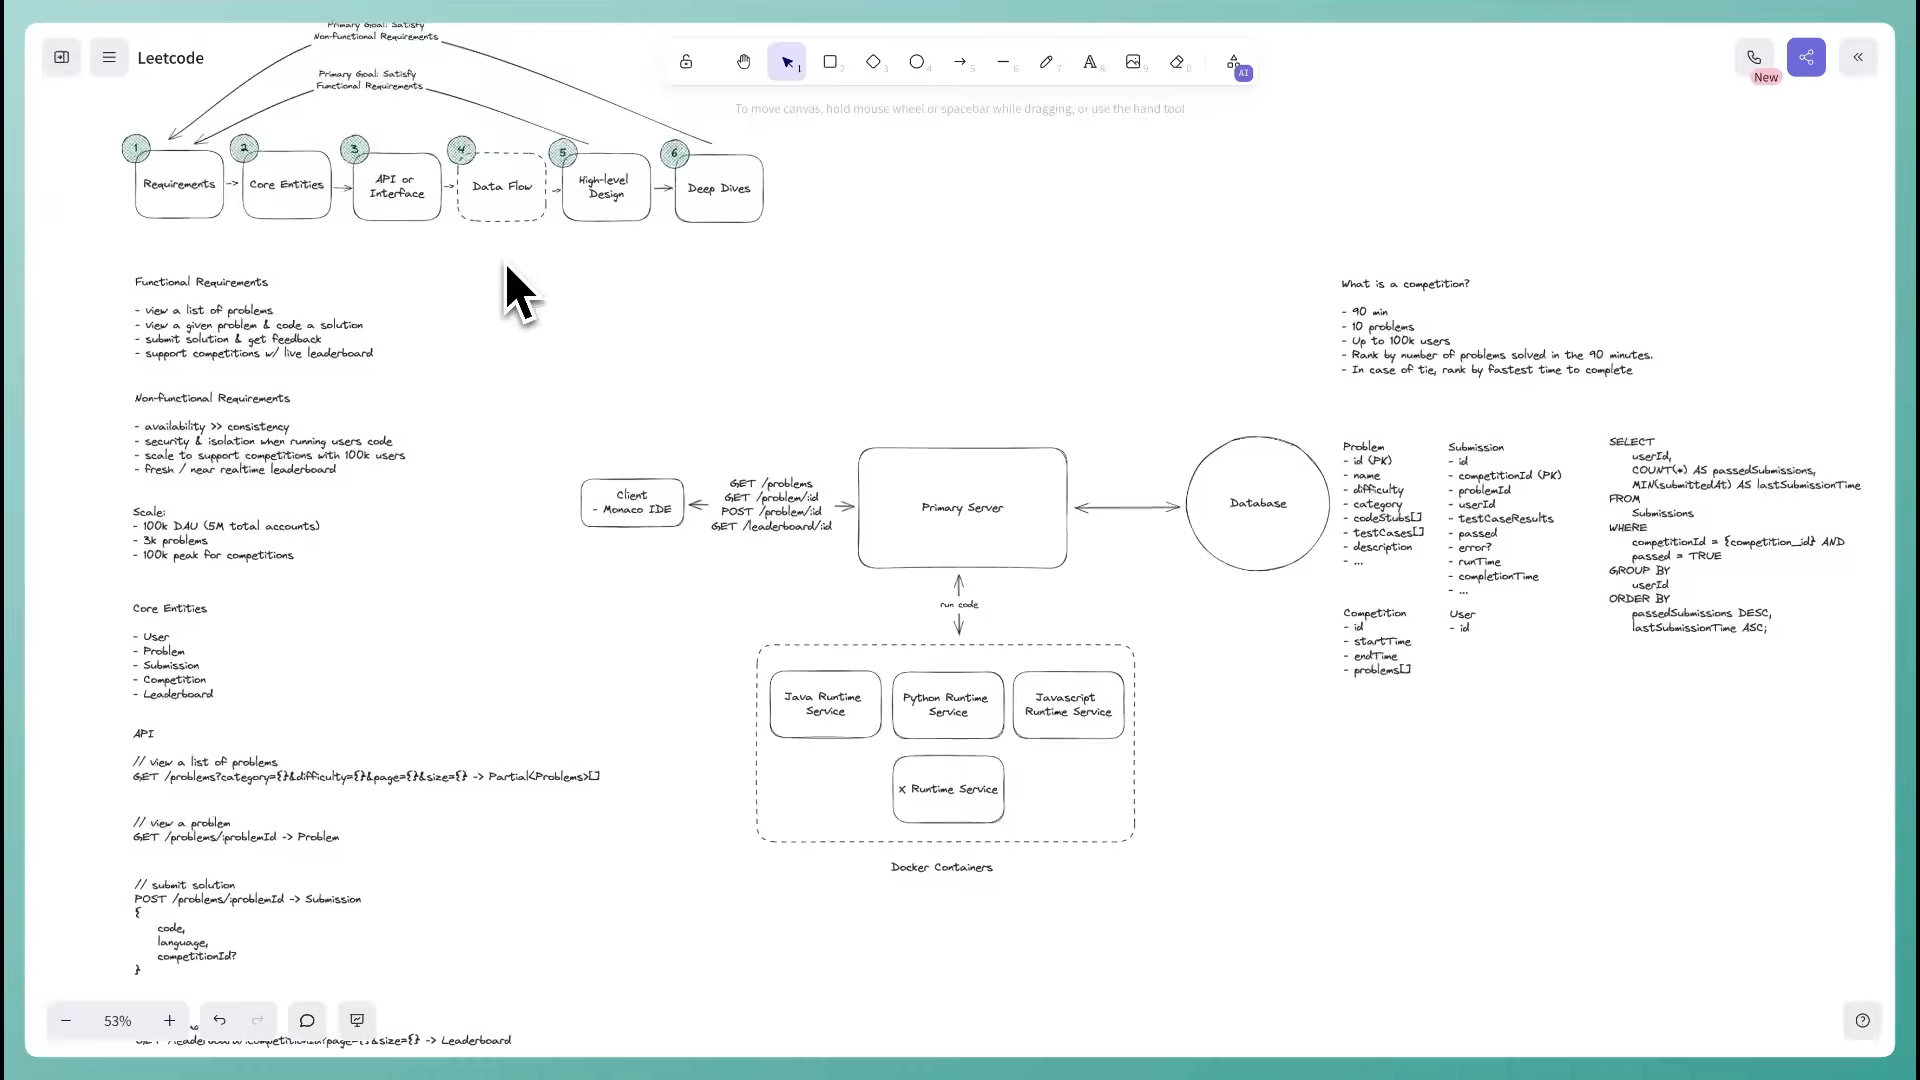 Primary Goal: Satisfy
Non-functional Requirements
Leetcode
Primary Goal: Satisfy
Functional Requirements
1
2
3
4
5
6
8
9
0
AI
New
To move canvas, hold mouse wheel or spacebar while dragging, or use the hand tool
1
Requirements
2
Core Entities
3
API or
Interface
4
Data Flow
5
High-level
Design
6
Deep Dives
Functional Requirements
- view a list of problems
- view a given problem & code a solution
- submit solution & get feedback
- support competitions w/ live leaderboard
Non-functional Requirements
- availability >> consistency
- security & isolation when running users code
- scale to support competitions with 100k users
- fresh / near realtime leaderboard
Scale:
- 100k DAU (5M total accounts)
- 3k problems
- 100k peak for competitions
Core Entities
- User
- Problem
- Submission
- Competition
- Leaderboard
API
// view a list of problems
GET /problems?category={}&difficulty={}&page={}&size={} -> Partial<Problems>[]
// view a problem
GET /problems/:problemId -> Problem
// submit solution
POST /problems/:problemId -> Submission
{
code,
language,
competitionId?
}
&size={} -> Leaderboard
53%
Client
- Monaco IDE
GET /problems
GET /problem/:id
POST /problem/:id
GET /leaderboard/:id
Primary Server
Database
run code
Java Runtime
Service
Python Runtime
Service
Javascript
Runtime Service
X Runtime Service
Docker Containers
What is a competition?
- 90 min
- 10 problems
- Up to 100k users
- Rank by number of problems solved in the 90 minutes.
- In case of tie, rank by fastest time to complete
Problem
- id (PK)
- name
- difficulty
- category
- codeStubs[]
- testCases[]
- description
- ...
Submission
- id
- competitionId (PK)
- problemId
- userId
- testCaseResults
- passed
- error?
- runTime
- completionTime
- ...
Competition
- id
- startTime
- endTime
- problems[]
User
- id
SELECT
userId,
COUNT(*) AS passedSubmissions,
MIN(submittedAt) AS lastSubmissionTime
FROM
Submissions
WHERE
competitionId = {competition_id} AND
passed = TRUE
GROUP BY
userId
ORDER BY
passedSubmissions DESC,
lastSubmissionTime ASC;